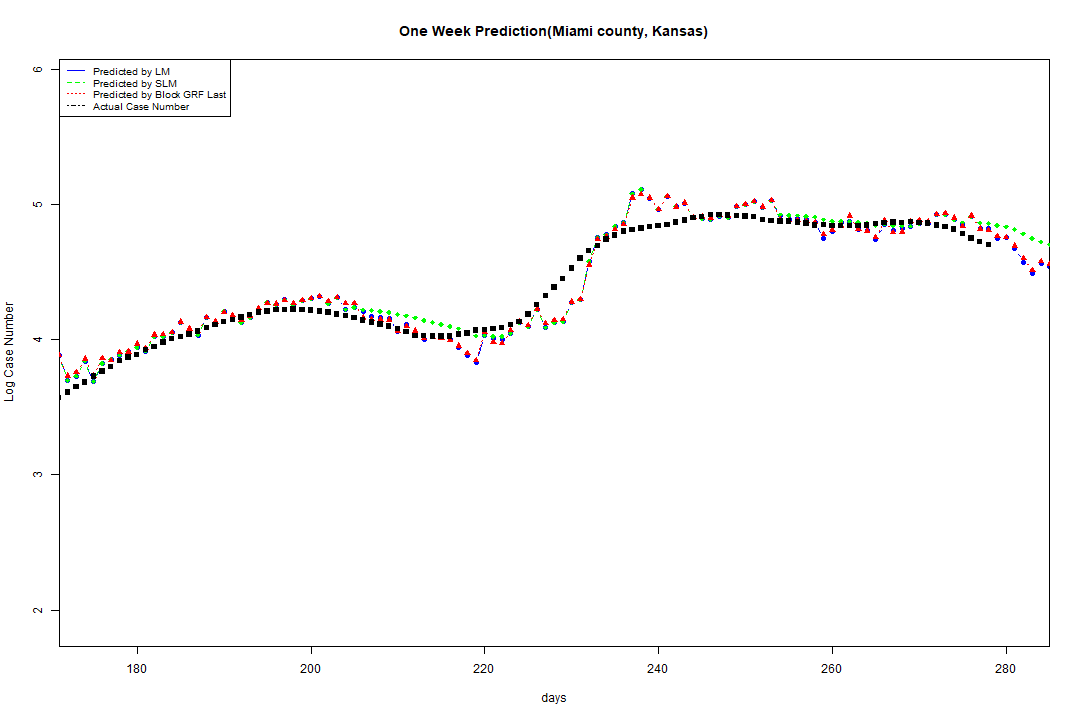 One Week Prediction(Miami county, Kansas)
Predicted by LM
Predicted by SLM
Predicted by Block GRF Last
Actual Case Number
6
5
4
3
2
Log Case Number
180 200 220 240 260 280
days